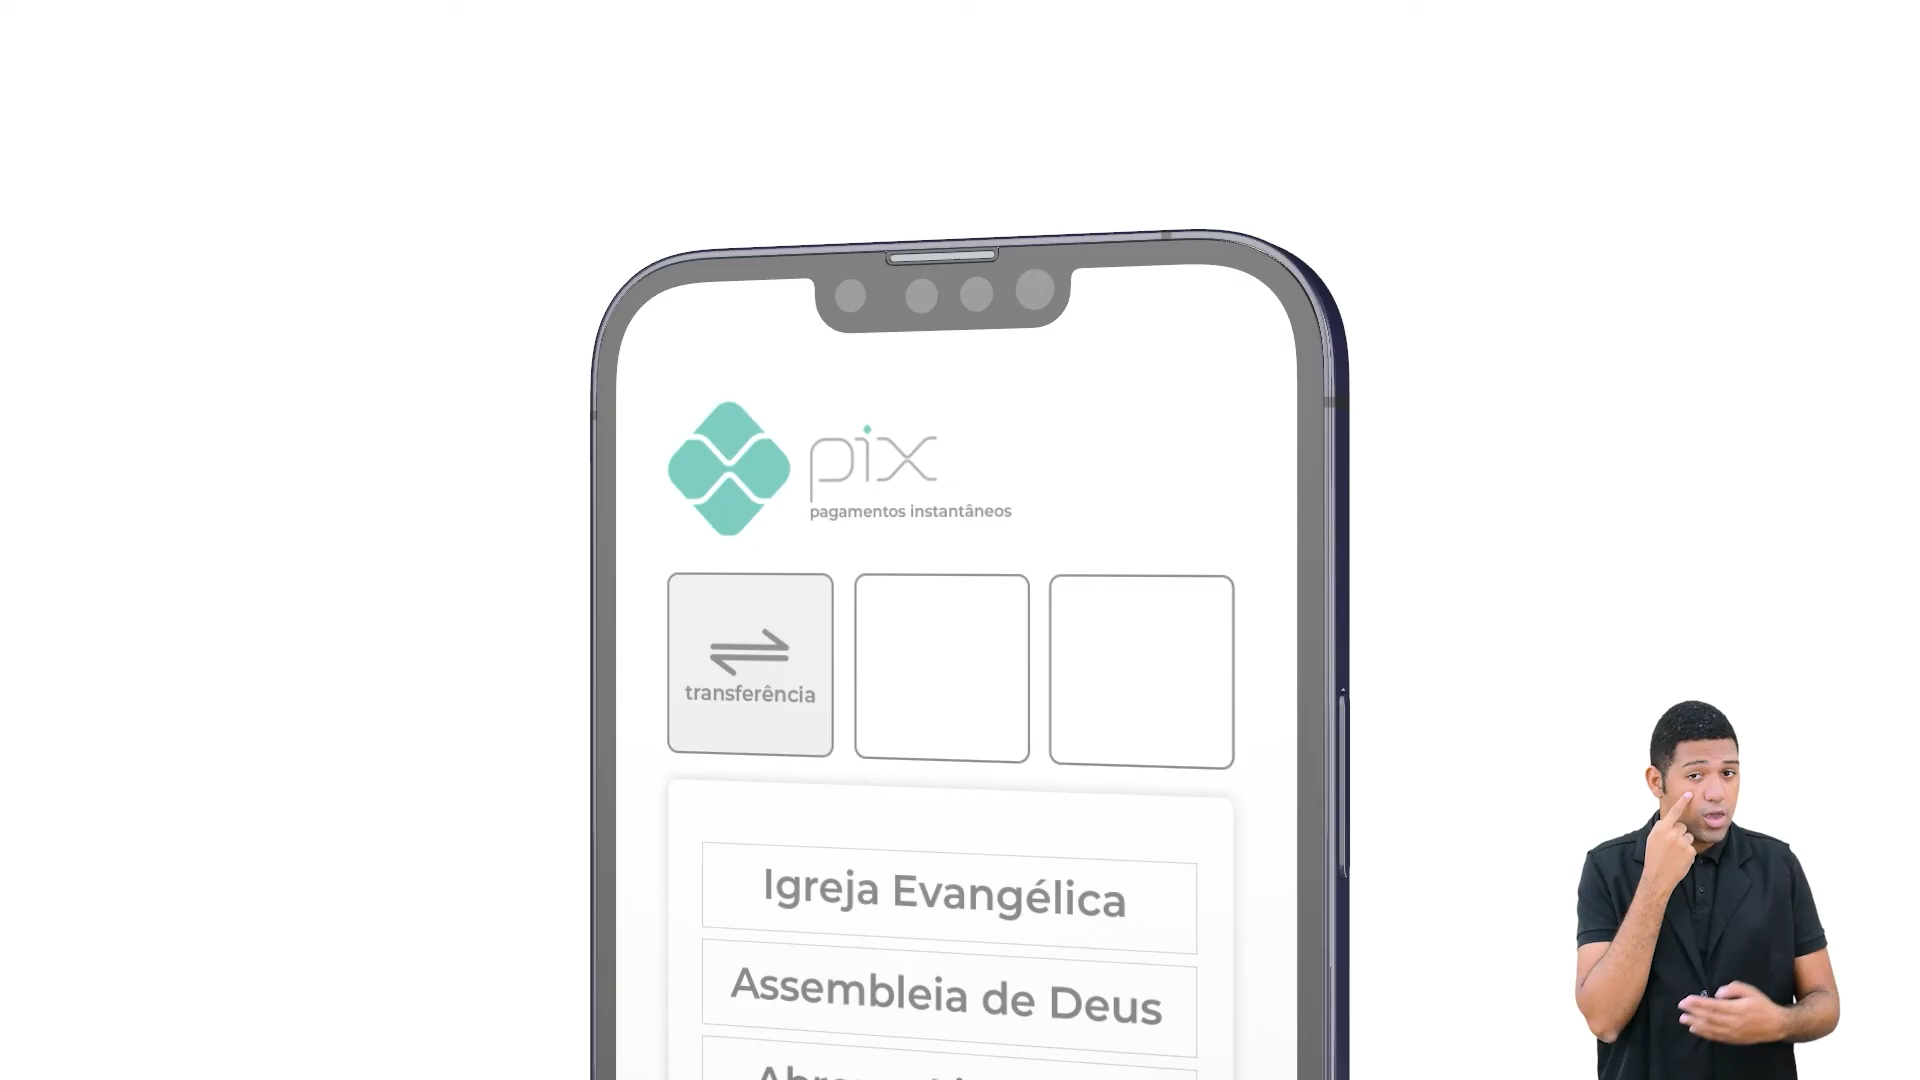 pix
pagamentos instantâneos
transferência
Igreja Evangélica
Assembleia de Deus